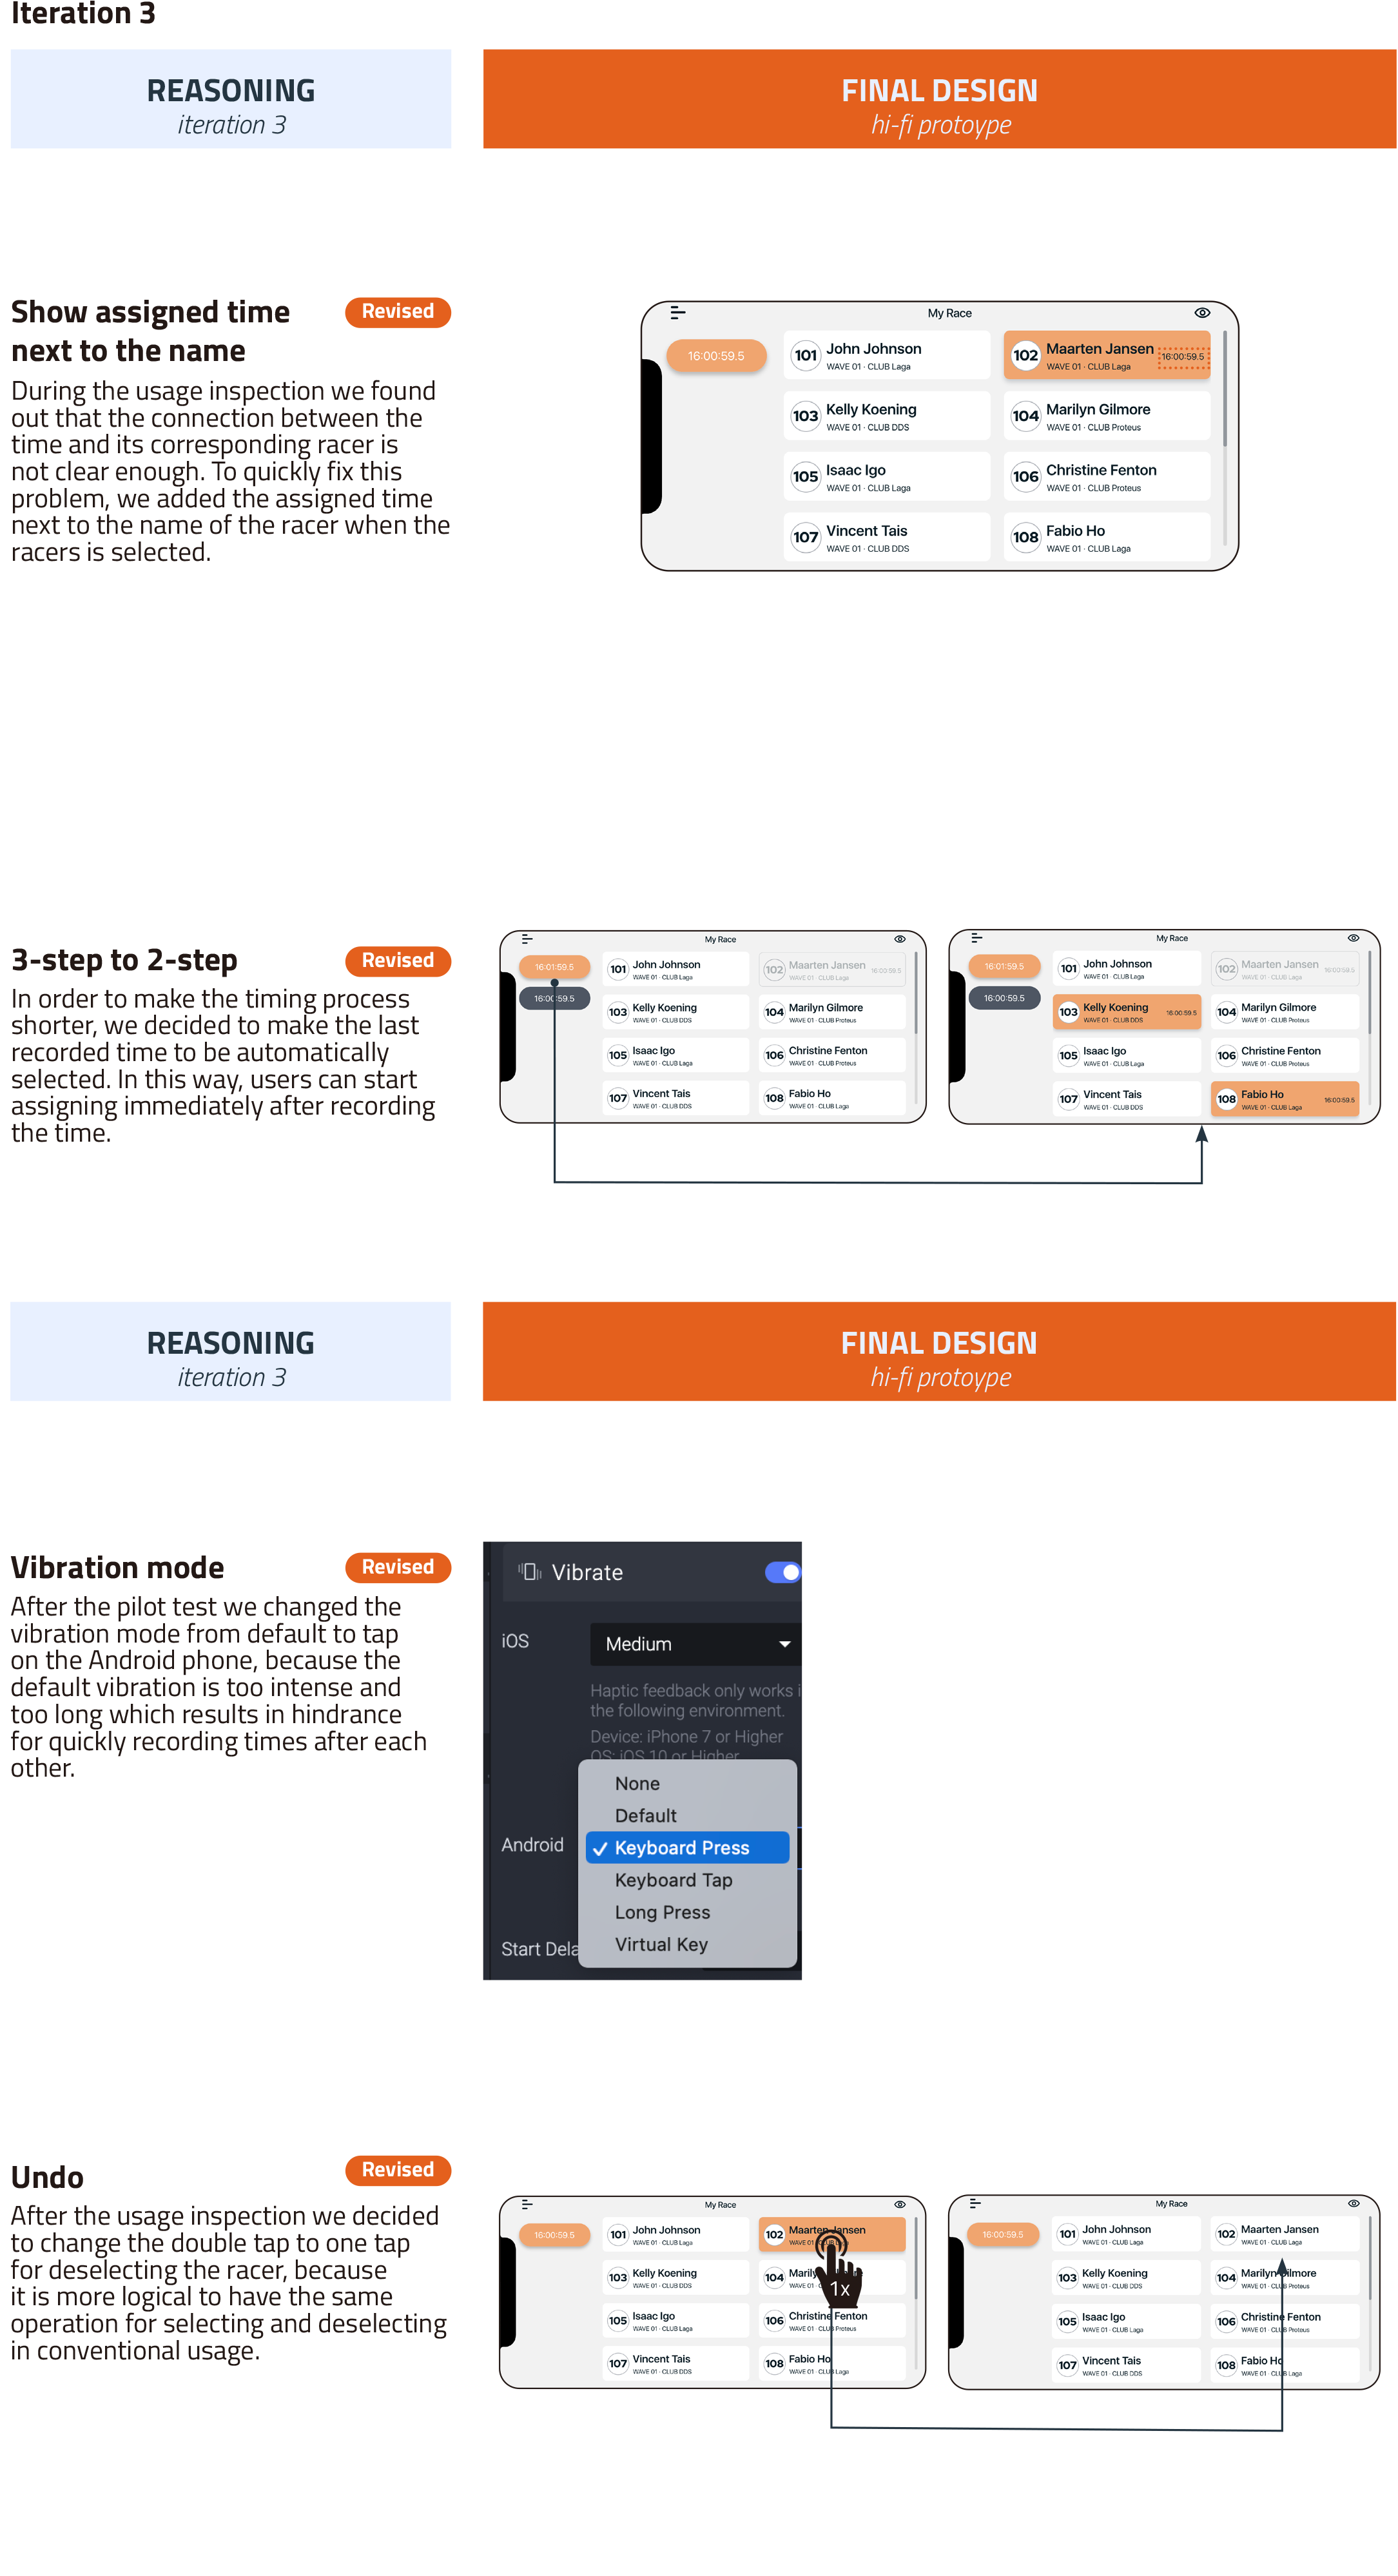 Iteration 3
REASONING
iteration 3
FINAL DESIGN
hi-fi protoype
Show assigned time
next to the name
Revised
During the usage inspection we found
out that the connection between the
time and its corresponding racer is
not clear enough. To quickly fix this
problem, we added the assigned time
next to the name of the racer when the
racers is selected.
My Race
16:00:59.5
101 John Johnson
WAVE 01 · CLUB Laga
102 Maarten Jansen
WAVE 01 · CLUB Laga
16:00:59.5
103 Kelly Koening
WAVE 01 · CLUB DDS
104 Marilyn Gilmore
WAVE 01 · CLUB Proteus
105 Isaac Igo
WAVE 01 · CLUB Laga
106 Christine Fenton
WAVE 01 · CLUB Proteus
107 Vincent Tais
WAVE 01 · CLUB DDS
108 Fabio Ho
WAVE 01 · CLUB Laga
3-step to 2-step
Revised
In order to make the timing process
shorter, we decided to make the last
recorded time to be automatically
selected. In this way, users can start
assigning immediately after recording
the time.
My Race
16:01:59.5
16:00:59.5
101 John Johnson
WAVE 01 · CLUB Laga
102 Maarten Jansen
WAVE 01 · CLUB Laga
16:00:59.5
103 Kelly Koening
WAVE 01 · CLUB DDS
104 Marilyn Gilmore
WAVE 01 · CLUB Proteus
105 Isaac Igo
WAVE 01 · CLUB Laga
106 Christine Fenton
WAVE 01 · CLUB Proteus
107 Vincent Tais
WAVE 01 · CLUB DDS
108 Fabio Ho
WAVE 01 · CLUB Laga
My Race
16:01:59.5
16:00:59.5
101 John Johnson
WAVE 01 · CLUB Laga
102 Maarten Jansen
WAVE 01 · CLUB Laga
16:00:59.5
103 Kelly Koening
WAVE 01 · CLUB DDS
16:00:59.5
104 Marilyn Gilmore
WAVE 01 · CLUB Proteus
105 Isaac Igo
WAVE 01 · CLUB Laga
106 Christine Fenton
WAVE 01 · CLUB Proteus
107 Vincent Tais
WAVE 01 · CLUB DDS
108 Fabio Ho
WAVE 01 · CLUB Laga
16:00:59.5
REASONING
iteration 3
FINAL DESIGN
hi-fi protoype
Vibration mode
Revised
After the pilot test we changed the
vibration mode from default to tap
on the Android phone, because the
default vibration is too intense and
too long which results in hindrance
for quickly recording times after each
other.
Vibrate
iOS
Medium
Haptic feedback only works i
the following environment.
Device: iPhone 7 or Higher
OS: iOS 10 or Higher
None
Default
Android
✓ Keyboard Press
Keyboard Tap
Long Press
Virtual Key
Start Dela
Undo
Revised
After the usage inspection we decided
to change the double tap to one tap
for deselecting the racer, because
it is more logical to have the same
operation for selecting and deselecting
in conventional usage.
My Race
16:00:59.5
101 John Johnson
WAVE 01 · CLUB Laga
102 Maarten Jansen
WAVE 01
103 Kelly Koening
WAVE 01 · CLUB DDS
104 Marily
WAVE 01
1x
105 Isaac Igo
WAVE 01 · CLUB Laga
106 Christine Fenton
WAVE 01 · CLUB Proteus
107 Vincent Tais
WAVE 01 · CLUB DDS
108 Fabio Ho
WAVE 01 · CLUB Laga
My Race
16:00:59.5
101 John Johnson
WAVE 01 · CLUB Laga
102 Maarten Jansen
WAVE 01 · CLUB Laga
103 Kelly Koening
WAVE 01 · CLUB DDS
104 Marilyn Gilmore
WAVE 01 · CLUB Proteus
105 Isaac Igo
WAVE 01 · CLUB Laga
106 Christine Fenton
WAVE 01 · CLUB Proteus
107 Vincent Tais
WAVE 01 · CLUB DDS
108 Fabio Ho
WAVE 01 · CLUB Laga